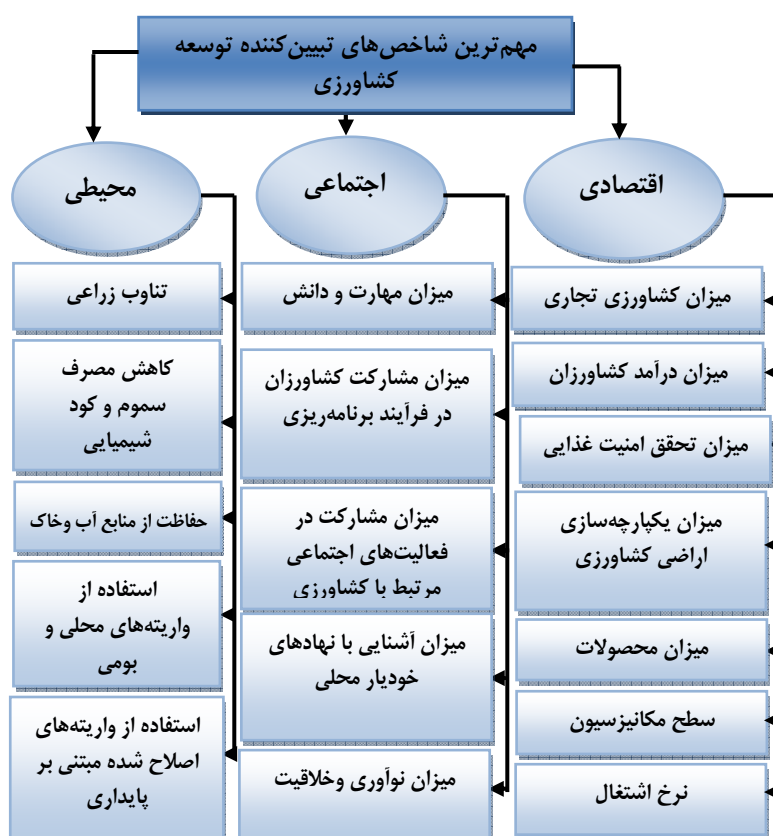 مهم‌ترین شاخص‌های تبیین‌کننده توسعه
کشاورزی
اقتصادی
میزان کشاورزی تجاری
میزان درآمد کشاورزان
میزان تحقق امنیت غذایی
میزان یکپارچه‌سازی
اراضی کشاورزی
میزان محصولات
سطح مکانیزسیون
نرخ اشتغال
اجتماعی
میزان مهارت و دانش
میزان مشارکت کشاورزان
در فرآیند برنامه‌ریزی
میزان مشارکت در
فعالیت‌های اجتماعی
مرتبط با کشاورزی
میزان آشنایی با نهادهای
خودیار محلی
میزان نوآوری وخلاقیت
محیطی
تناوب زراعی
کاهش مصرف
سموم و کود
شیمیایی
حفاظت از منابع آب وخاک
استفاده از
واریته‌های محلی و
بومی
استفاده از واریته‌های
اصلاح شده مبتنی بر
پایداری